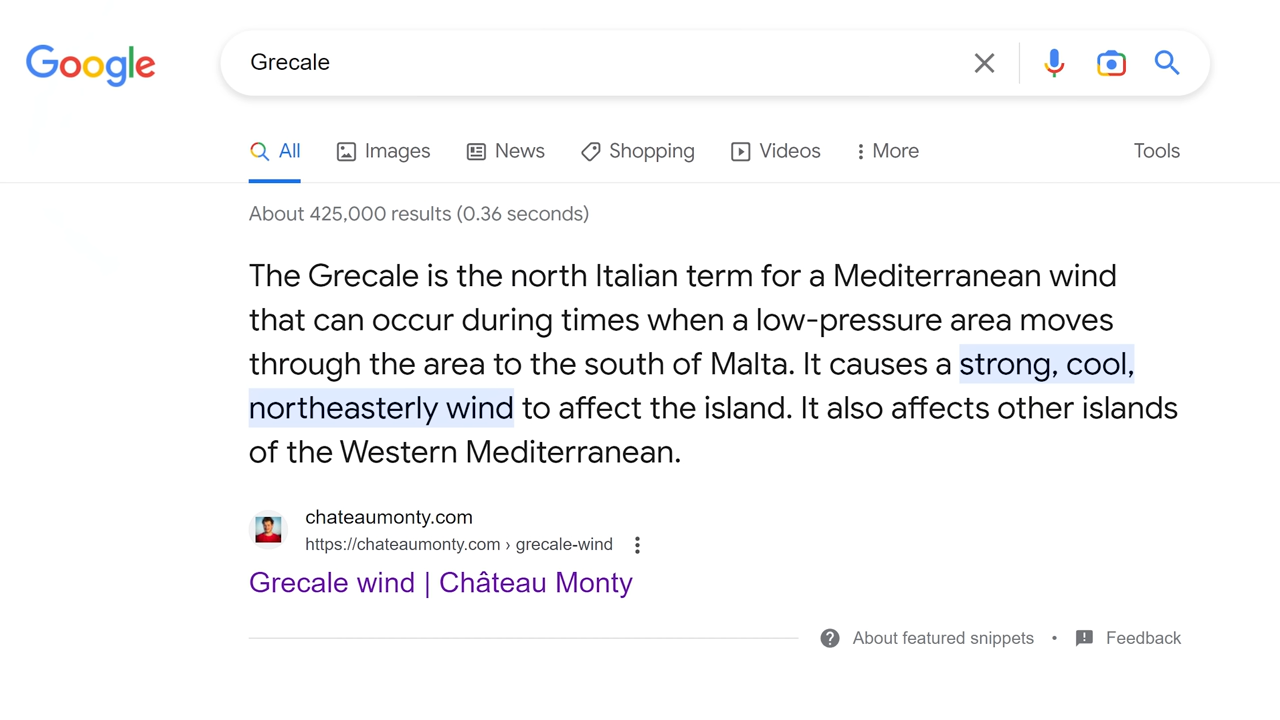 Google
Grecale
All Images News Shopping Videos More Tools
About 425,000 results (0.36 seconds)
The Grecale is the north Italian term for a Mediterranean wind
that can occur during times when a low-pressure area moves
through the area to the south of Malta. It causes a strong, cool,
northeasterly wind to affect the island. It also affects other islands
of the Western Mediterranean.
chateaumonty.com
https://chateaumonty.com › grecale-wind
Grecale wind | Château Monty
About featured snippets • Feedback